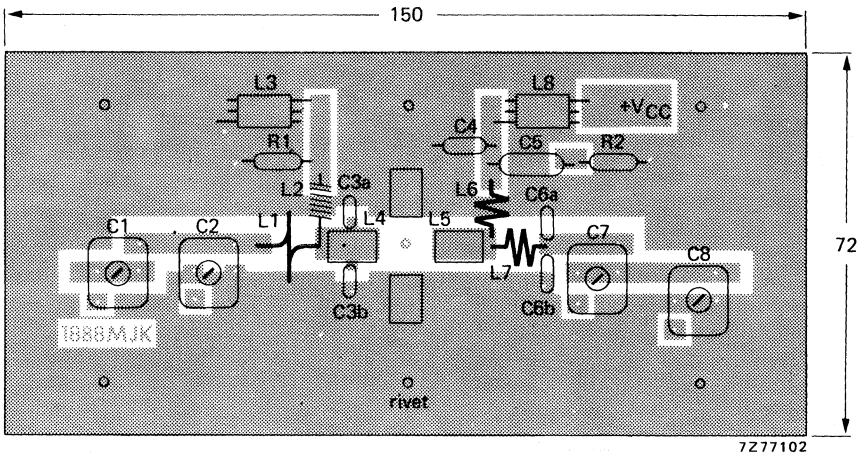 150
L3
L8
+VCC
C4
R1
C5
R2
L2
C3a
L6
C6a
C1
C2
L1
L4
L5
C7
72
C8
L7
C3b
C6b
1888MJK
rivet
7Z77102